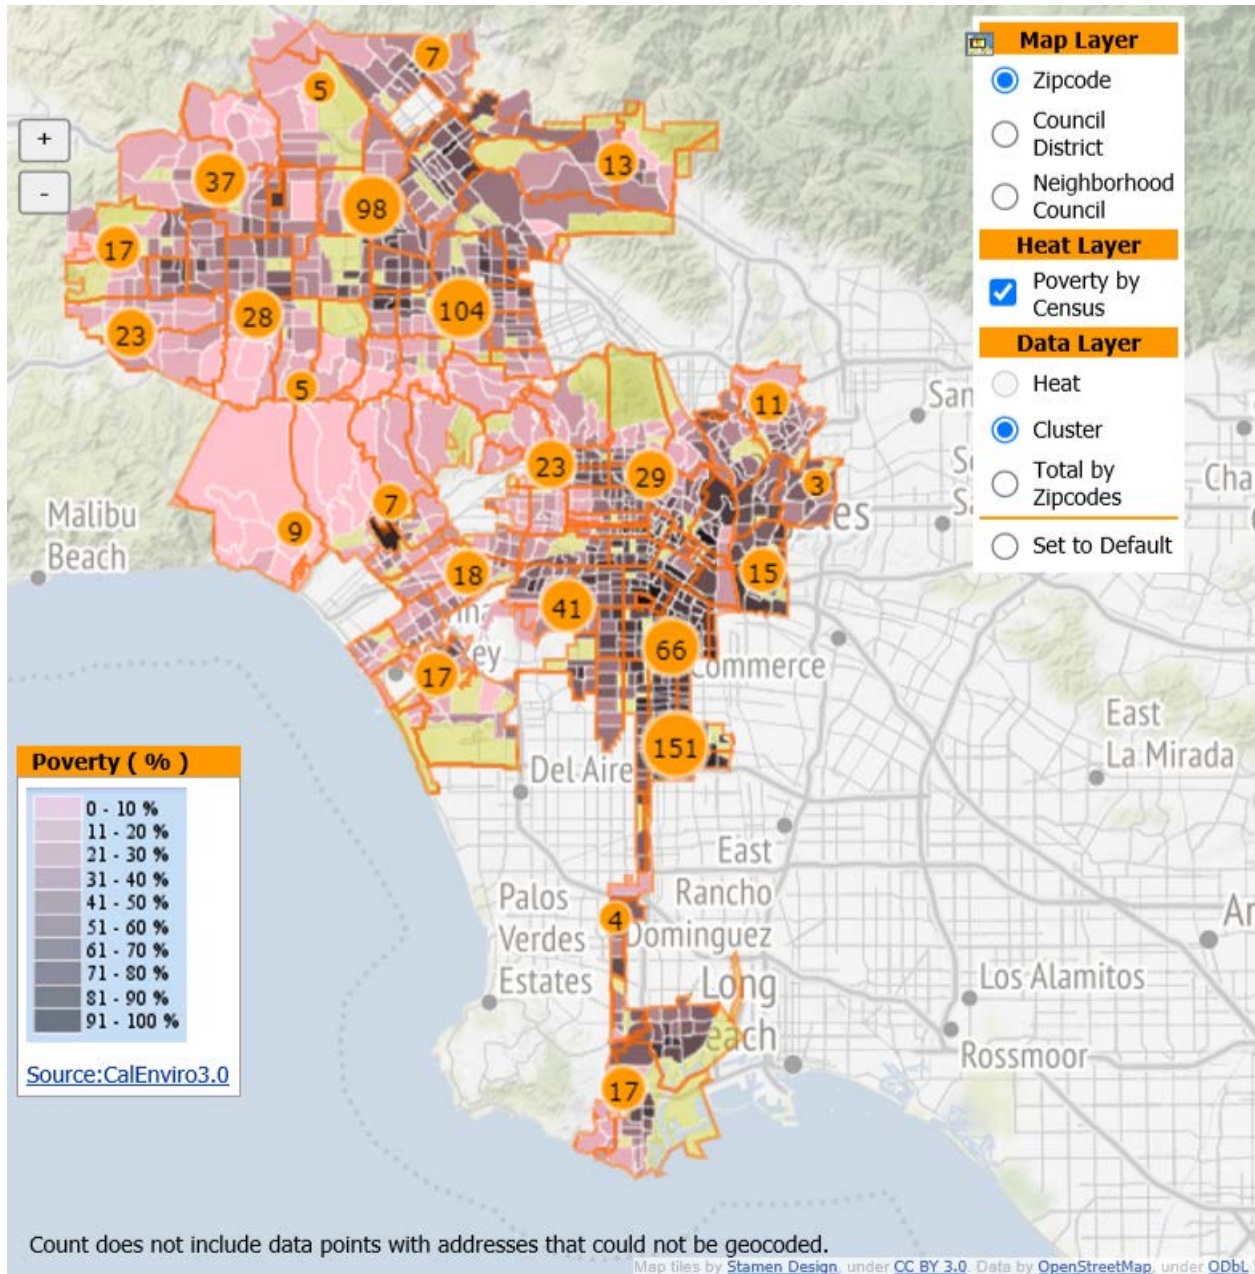 Map Layer
Zipcode
Council
District
Neighborhood
Council
Heat Layer
Poverty by
Census
Data Layer
Heat
Cluster
Total by
Zipcodes
Set to Default
+
-
7
5
13
37
98
17
104
28
23
5
11
San
23
29
3
7
9
es
Cha
Malibu
Beach
18
15
41
66
Commerce
17
ey
151
Del Aire
East
La Mirada
East
Rancho
Dominguez
Palos
Verdes
Estates
4
Long
each
Los Alamitos
Rossmoor
17
Poverty ( % )
0 - 10 %
11 - 20 %
21 - 30 %
31 - 40 %
41 - 50 %
51 - 60 %
61 - 70 %
71 - 80 %
81 - 90 %
91 - 100 %
Source:CalEnviro3.0
Count does not include data points with addresses that could not be geocoded.
Map tiles by Stamen Design, under CC BY 3.0. Data by OpenStreetMap, under ODbL